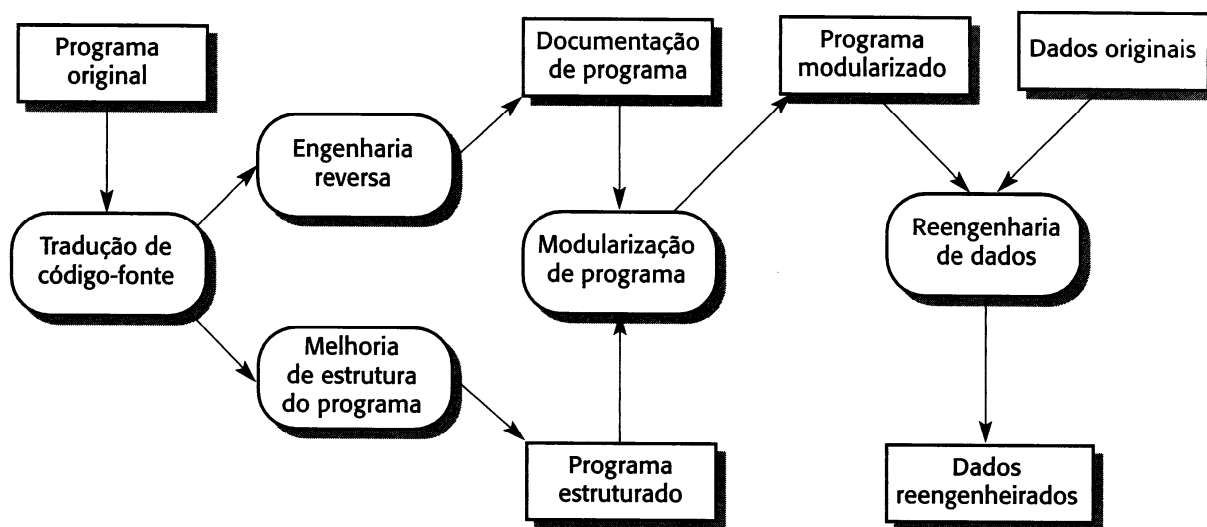 Programa
original
Documentação
de programa
Programa
modularizado
Dados originais
Engenharia
reversa
Tradução de
código-fonte
Modularização
de programa
Reengenharia
de dados
Melhoria
de estrutura
do programa
Programa
estruturado
Dados
reengenheirados